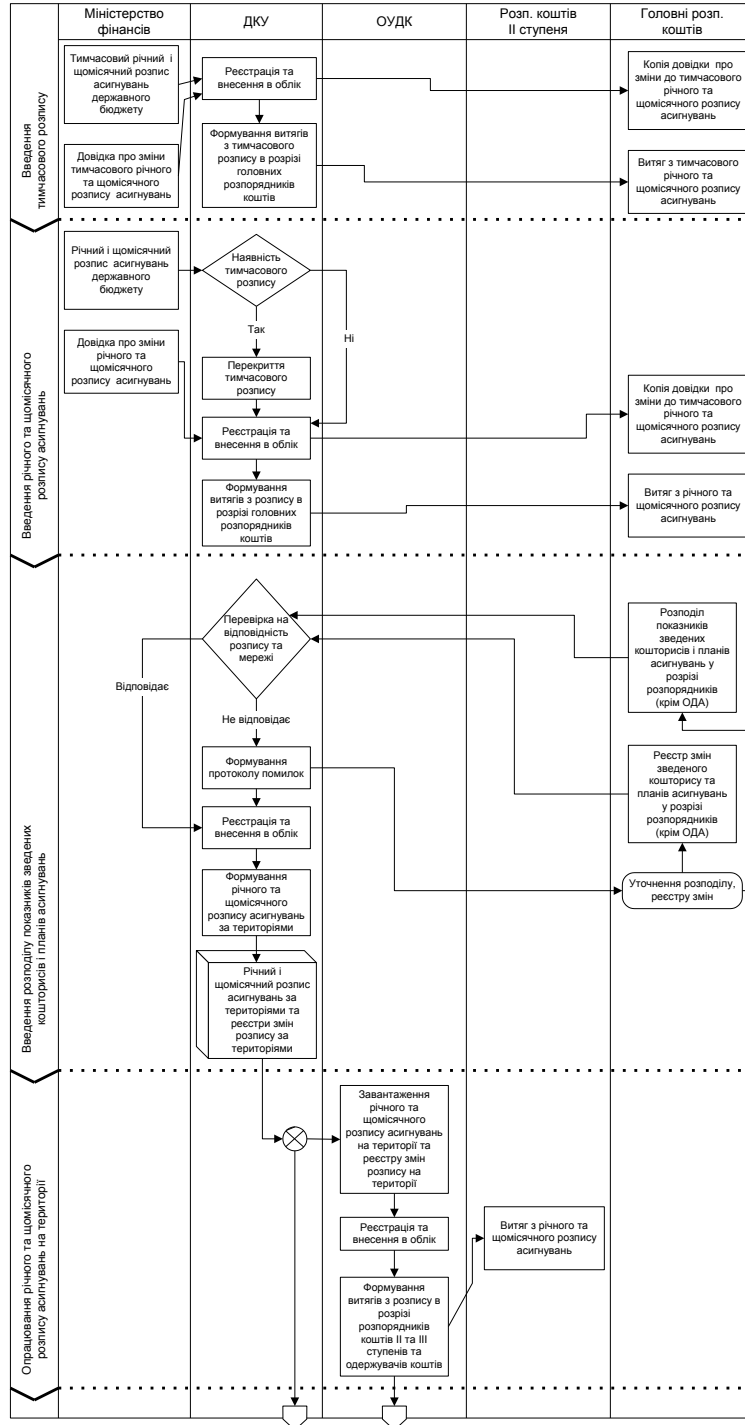 Міністерство
фінансів
ДКУ
ОУДК
Розп. коштів
ІІ ступеня
Головні розп.
коштів
Введення
тимчасового розпису
Тимчасовий річний і
щомісячний розпис
асигнувань
державного
бюджету
Довідка про зміни
тимчасового річного
та щомісячного
розпису асигнувань
Реєстрація та
внесення в облік
Формування витягів
з тимчасового
розпису в розрізі
головних
розпорядників
коштів
Копія довідки про
зміни до тимчасового
річного та
щомісячного розпису
асигнувань
Витяг з тимчасового
річного та
щомісячного розпису
асигнувань
Введення річного та щомісячного
розпису асигнувань
Річний і щомісячний
розпис асигнувань
державного
бюджету
Довідка про зміни
річного та
щомісячного
розпису асигнувань
Наявність
тимчасового
розпису
Так
Ні
Перекриття
тимчасового
розпису
Реєстрація та
внесення в облік
Формування
витягів з розпису в
розрізі головних
розпорядників
коштів
Копія довідки про
зміни до тимчасового
річного та
щомісячного розпису
асигнувань
Витяг з річного та
щомісячного розпису
асигнувань
Введення розподілу показників зведених
кошторисів і планів асигнувань
Перевірка на
відповідність
розпису та
мережі
Відповідає
Не відповідає
Формування
протоколу помилок
Реєстрація та
внесення в облік
Формування
річного та
щомісячного
розпису асигнувань
за територіями
Річний і
щомісячний розпис
асигнувань за
територіями та
реєстри змін
розпису за
територіями
Розподіл
показників
зведених
кошторисів і планів
асигнувань у
розрізі
розпорядників
(крім ОДА)
Реєстр змін
зведеного
кошторису та
планів асигнувань
у розрізі
розпорядників
(крім ОДА)
Уточнення розподілу,
реєстру змін
Опрацювання річного та щомісячного
розпису асигнувань на території
Завантаження
річного та
щомісячного
розпису асигнувань
на території та
реєстру змін
розпису на
території
Реєстрація та
внесення в облік
Формування
витягів з розпису в
розрізі
розпорядників
коштів ІІ та ІІІ
ступенів та
одержувачів коштів
Витяг з річного та
щомісячного розпису
асигнувань